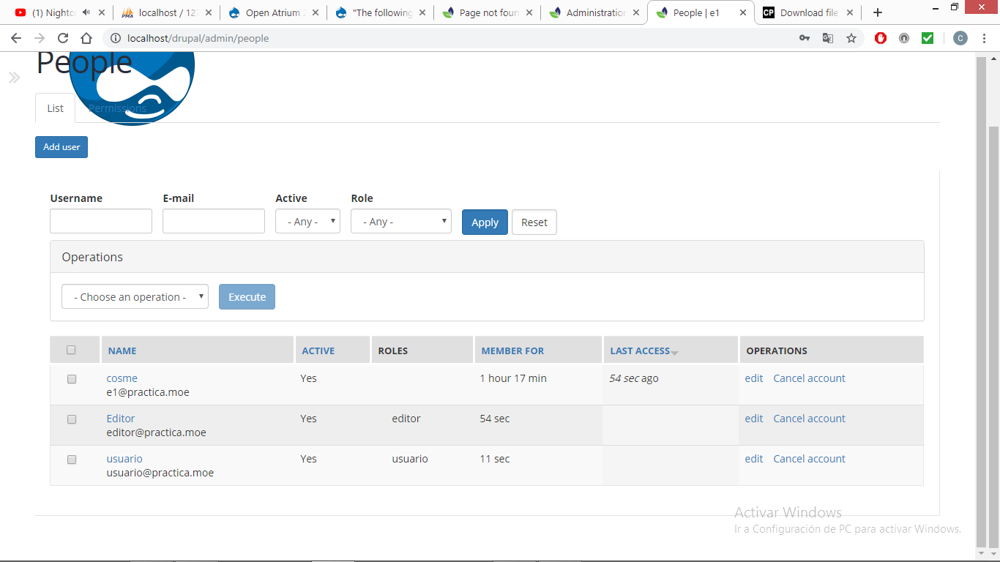 (1) Nightco
localhost / 127
Open Atrium 2
"The following
Page not foun
Administration
People | e1
CP Download file
localhost/drupal/admin/people
C
People
List
Permissions
Add user
Username E-mail Active Role
- Any - - Any - Apply Reset
Operations
- Choose an operation - Execute
NAME ACTIVE ROLES MEMBER FOR LAST ACCESS OPERATIONS
cosme Yes 1 hour 17 min 54 sec ago edit Cancel account
e1@practica.moe
Editor Yes editor 54 sec edit Cancel account
editor@practica.moe
usuario Yes usuario 11 sec edit Cancel account
usuario@practica.moe
Activar Windows
Ir a Configuración de PC para activar Windows.